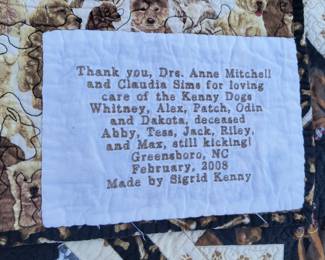 Thank you, Drs. Anne Mitchell
and Claudia Sims for loving
care of the Kenny Dogs
Whitney, Alex, Patch, Odin
and Dakota, deceased
Abby, Tess, Jack, Riley,
and Max, still kicking!
Greensboro, NC
February, 2008
Made by Sigrid Kenny